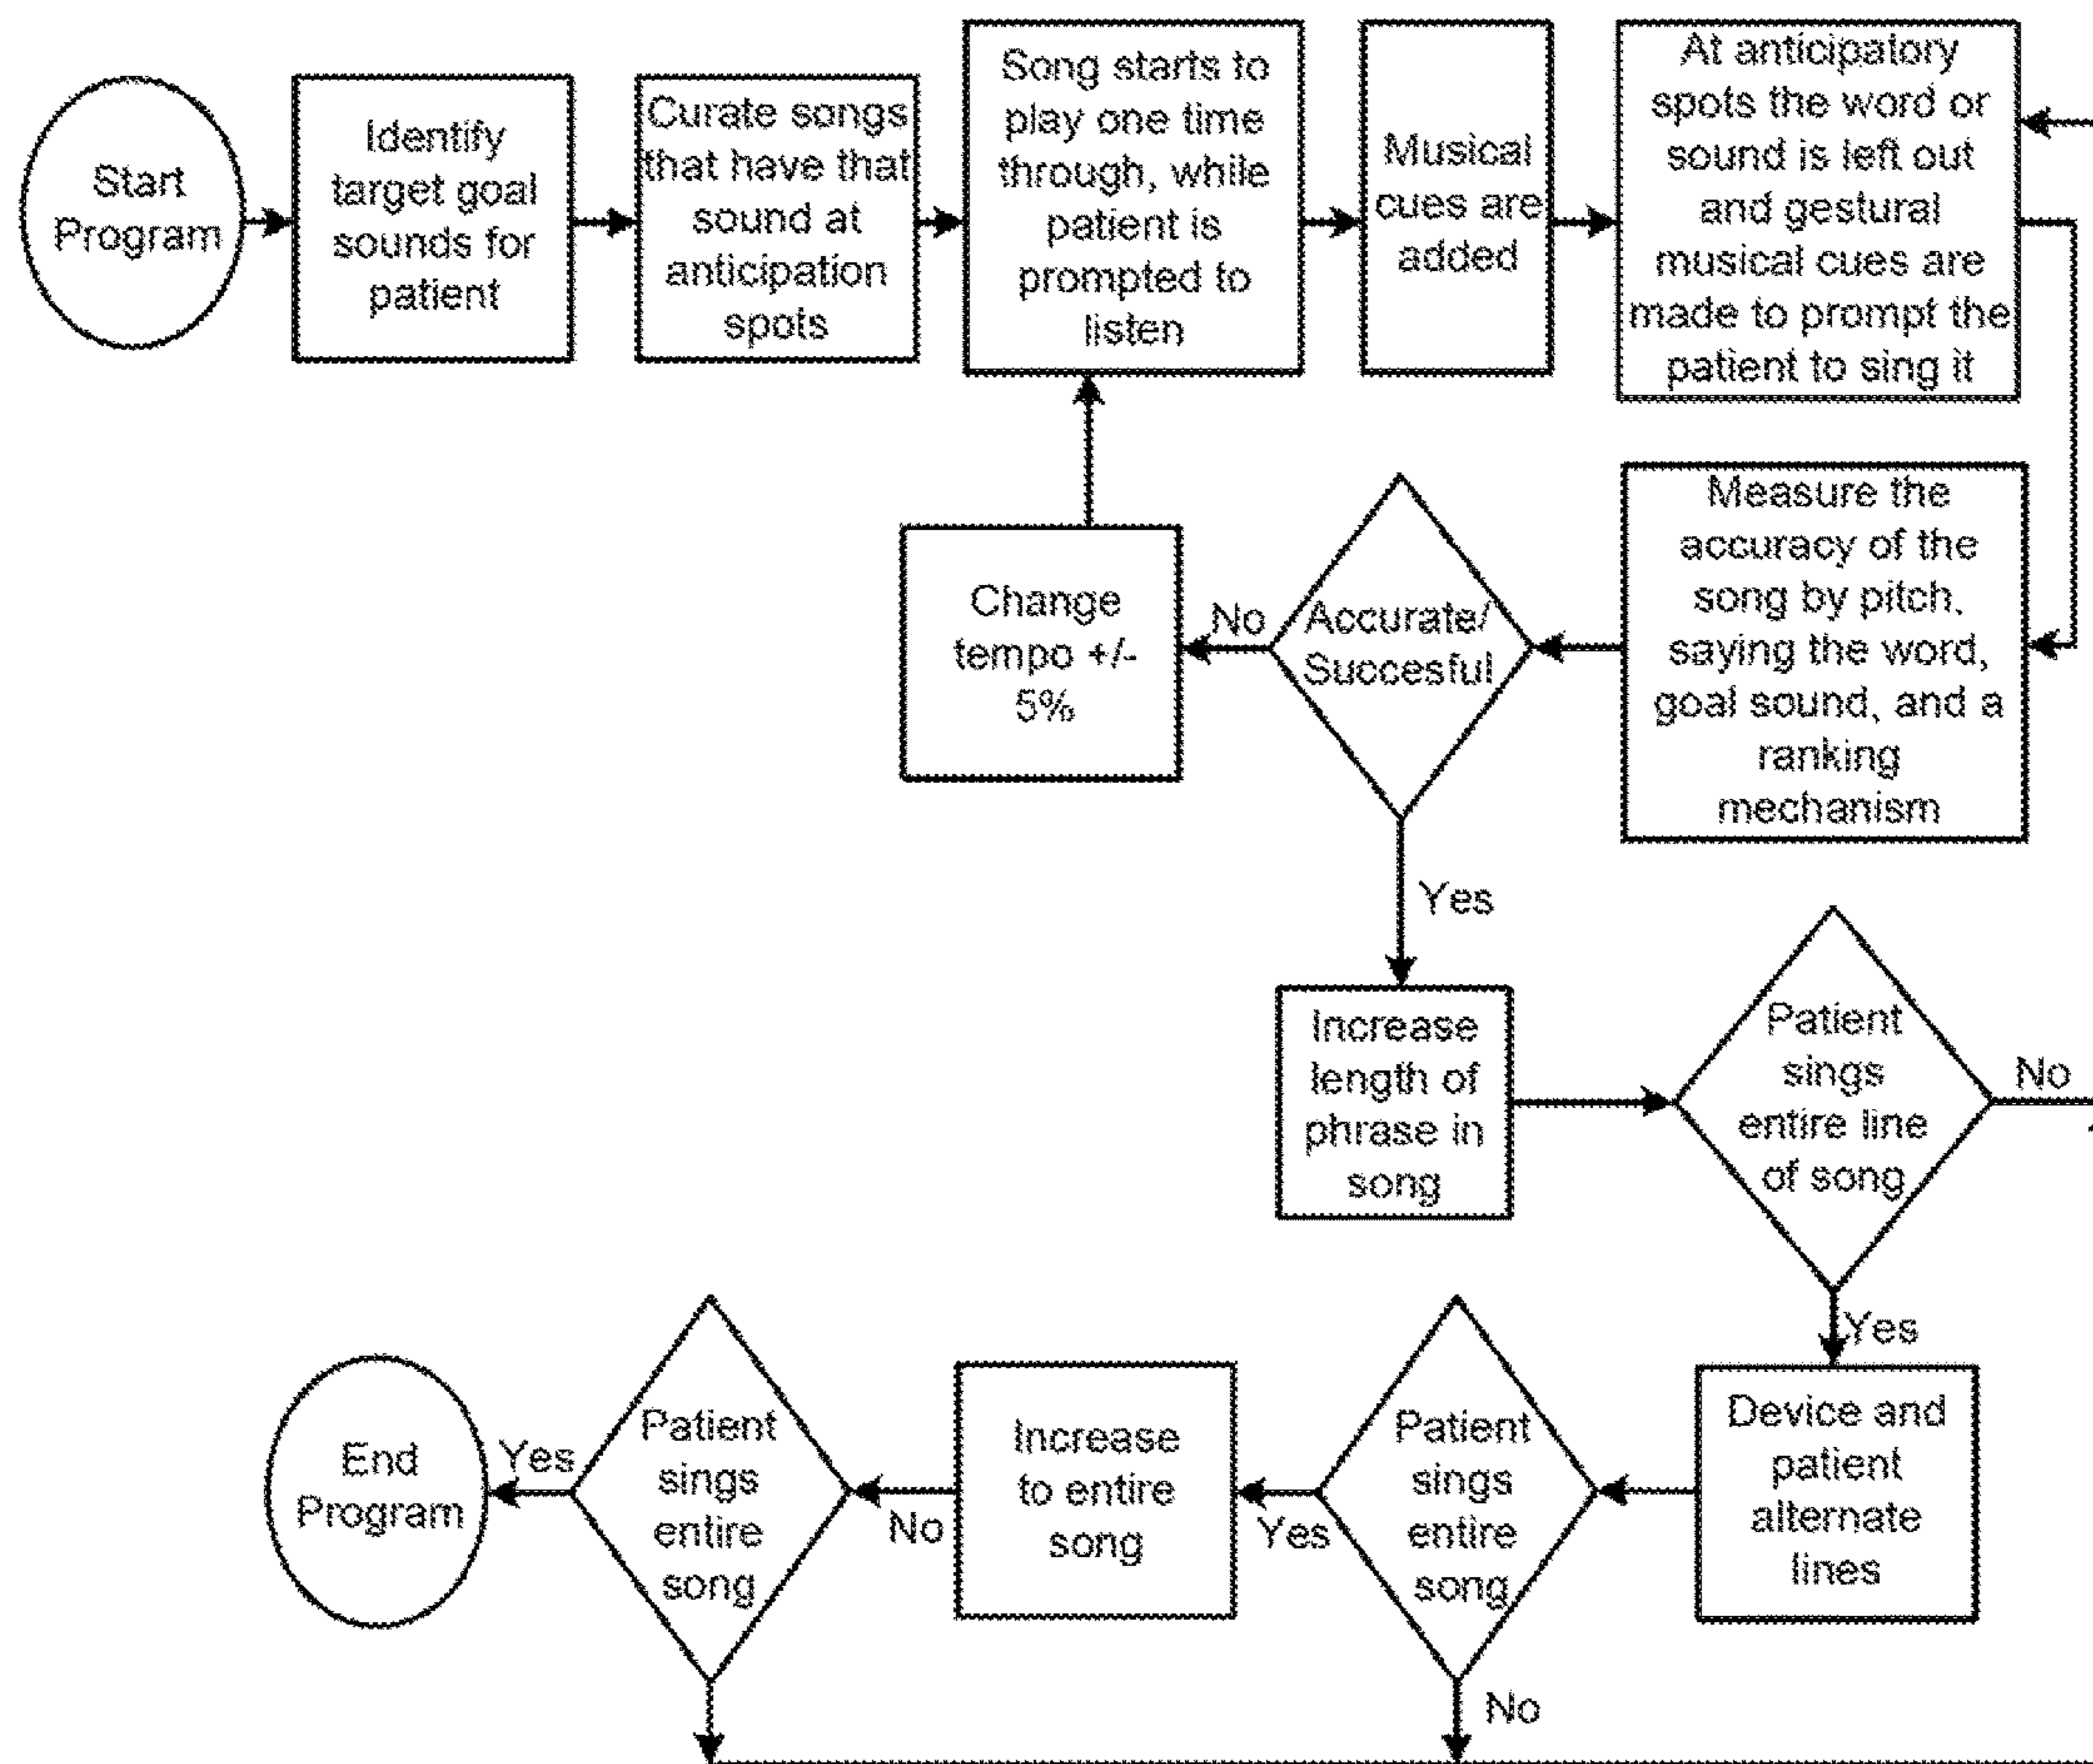 Start
Program
Identify
target goal
sounds for
patient
Curate songs
that have that
sound at
anticipation
spots
Song starts to
play one time
through, while
patient is
prompted to
listen
Musical
cues are
added
At anticipatory
spots the word or
sound is left out
and gestural
musical cues are
made to prompt the
patient to sing it
Measure the
accuracy of the
song by pitch,
saying the word,
goal sound, and a
ranking
mechanism
Accurate/
Succesful
No
Change
tempo +/-
5%
Yes
Increase
length of
phrase in
song
Patient
sings
entire line
of song
No
Yes
Device and
patient
alternate
lines
Patient
sings
entire
song
Yes
No
Increase
to entire
song
No
Patient
sings
entire
song
Yes
End
Program